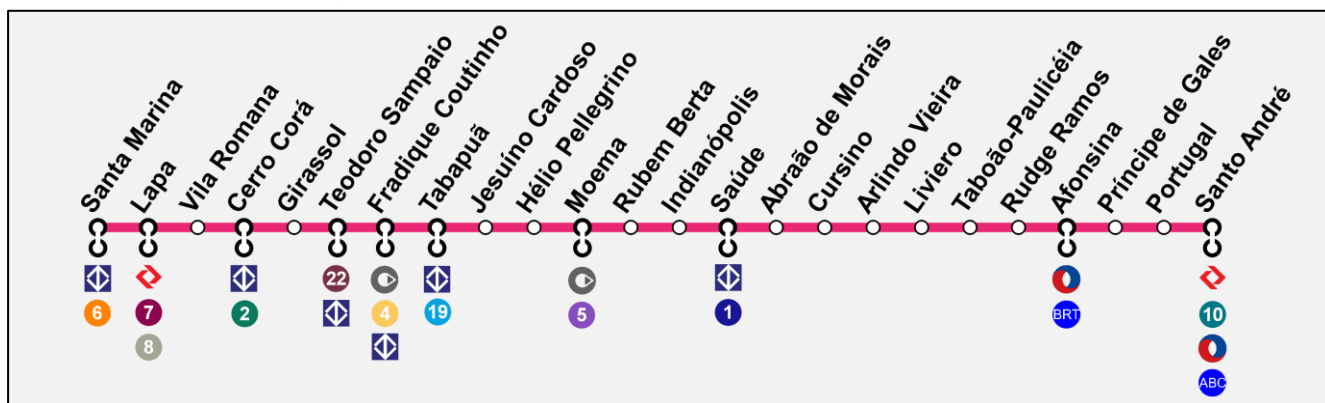 Santa Marina
Lapa
Vila Romana
Cerro Corá
Girassol
Teodoro Sampaio
Fradique Coutinho
Tabapuã
Jesuíno Cardoso
Hélio Pellegrino
Moema
Rubem Berta
Indianópolis
Saúde
Abraão de Morais
Cursino
Arlindo Vieira
Liviero
Taboão-Paulicéia
Rudge Ramos
Afonsina
Príncipe de Gales
Portugal
Santo André
22
6
7
2
4
19
5
1
BRT
10
8
ABC